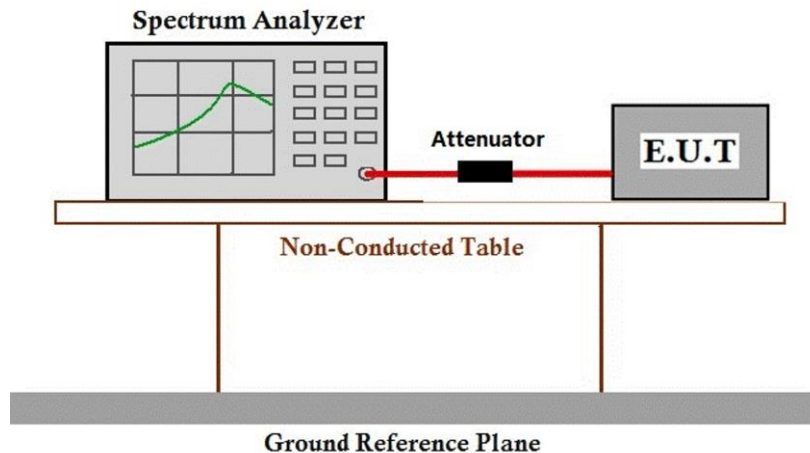 Spectrum Analyzer
Attenuator
E.U.T
Non-Conducted Table
Ground Reference Plane